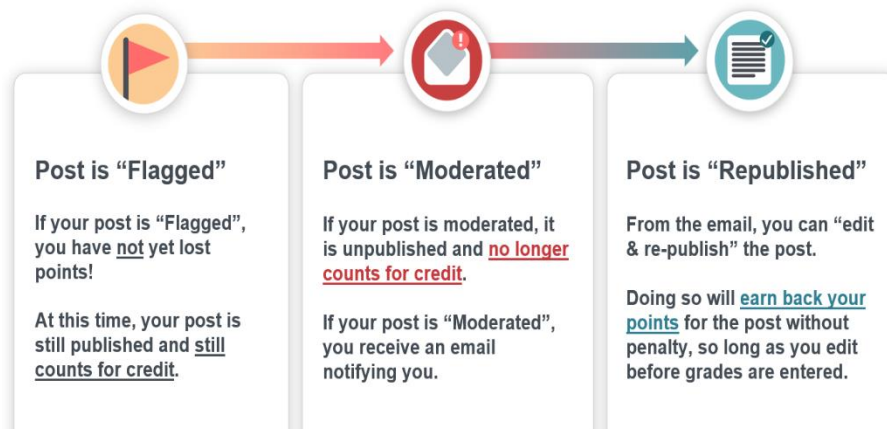 Post is “Flagged”
If your post is “Flagged”,
you have not yet lost
points!
At this time, your post is
still published and still
counts for credit.
Post is “Moderated”
If your post is moderated, it
is unpublished and no longer
counts for credit.
If your post is “Moderated”,
you receive an email
notifying you.
Post is “Republished”
From the email, you can “edit
& re-publish” the post.
Doing so will earn back your
points for the post without
penalty, so long as you edit
before grades are entered.